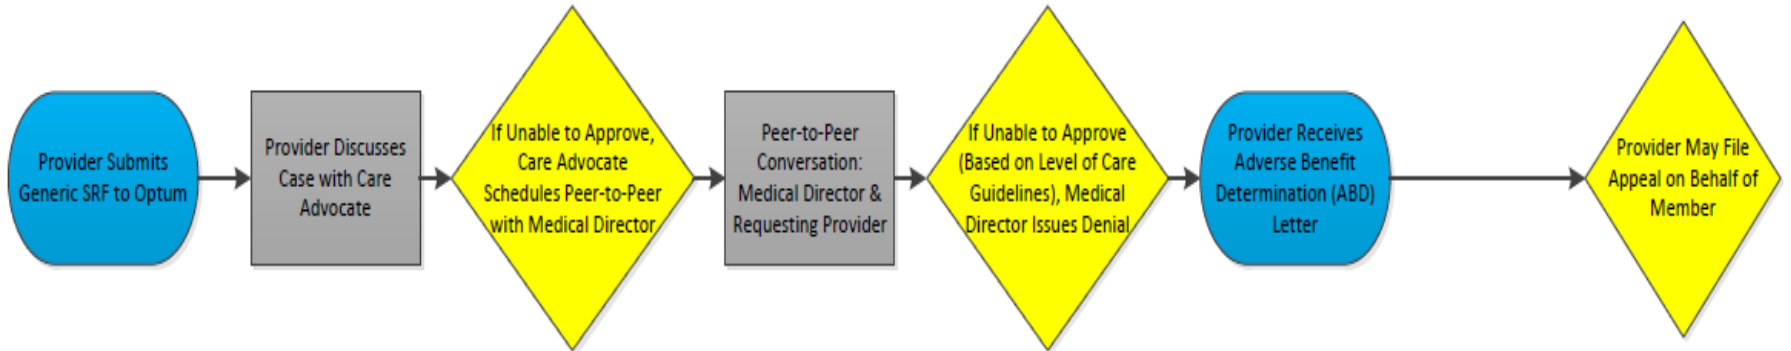 Provider Submits
Generic SRF to Optum
Provider Discusses
Case with Care
Advocate
If Unable to Approve,
Care Advocate
Schedules Peer-to-Peer
with Medical Director
Peer-to-Peer
Conversation:
Medical Director &
Requesting Provider
If Unable to Approve
(Based on Level of Care
Guidelines), Medical
Director Issues Denial
Provider Receives
Adverse Benefit
Determination (ABD)
Letter
Provider May File
Appeal on Behalf of
Member